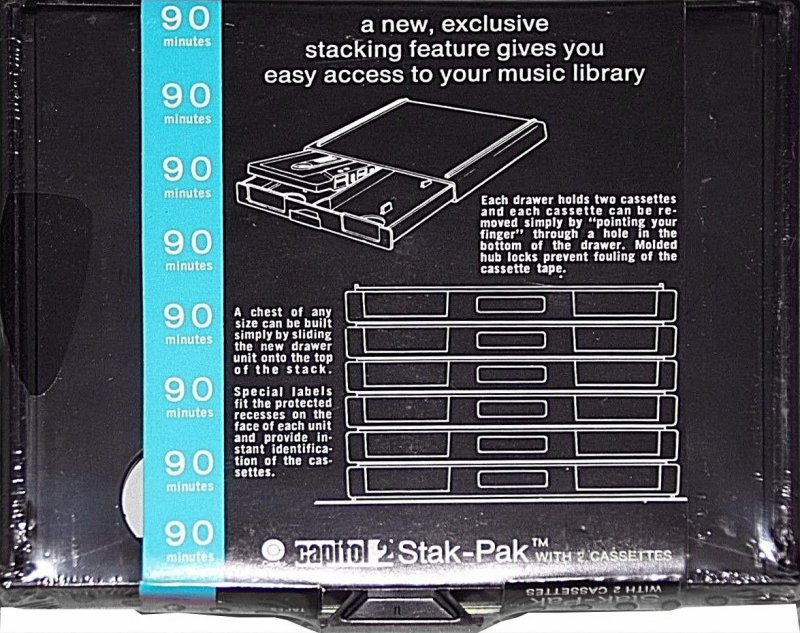 90
minutes
90
minutes
90
minutes
90
minutes
90
minutes
90
minutes
90
minutes
90
minutes
a new, exclusive
stacking feature gives you
easy access to your music library
Each drawer holds two cassettes
and each cassette can be re-
moved simply by "pointing your
finger" through a hole in the
bottom of the drawer. Molded
hub locks prevent fouling of the
cassette tape.
A chest of any
size can be built
simply by sliding
the new drawer
unit onto the top
of the stack.
Special labels
fit the protected
recesses on the
face of each unit
and provide in-
stant identifica-
tion of the cas-
settes.
capitol 2 Stak-Pak™ WITH 2 CASSETTES
Stak-Pak WITH 2 CASSETTES